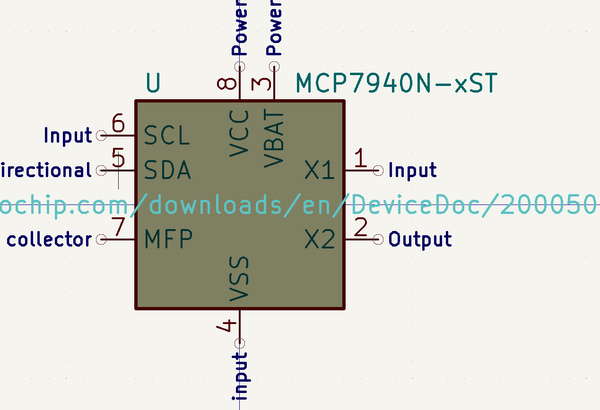 Power
Power
U
8
3
MCP7940N-xST
Input
6
SCL
VCC
VBAT
irectional
5
SDA
X1
1
Input
ochip.com/downloads/en/DeviceDoc/200050
collector
7
MFP
X2
2
Output
VSS
4
input